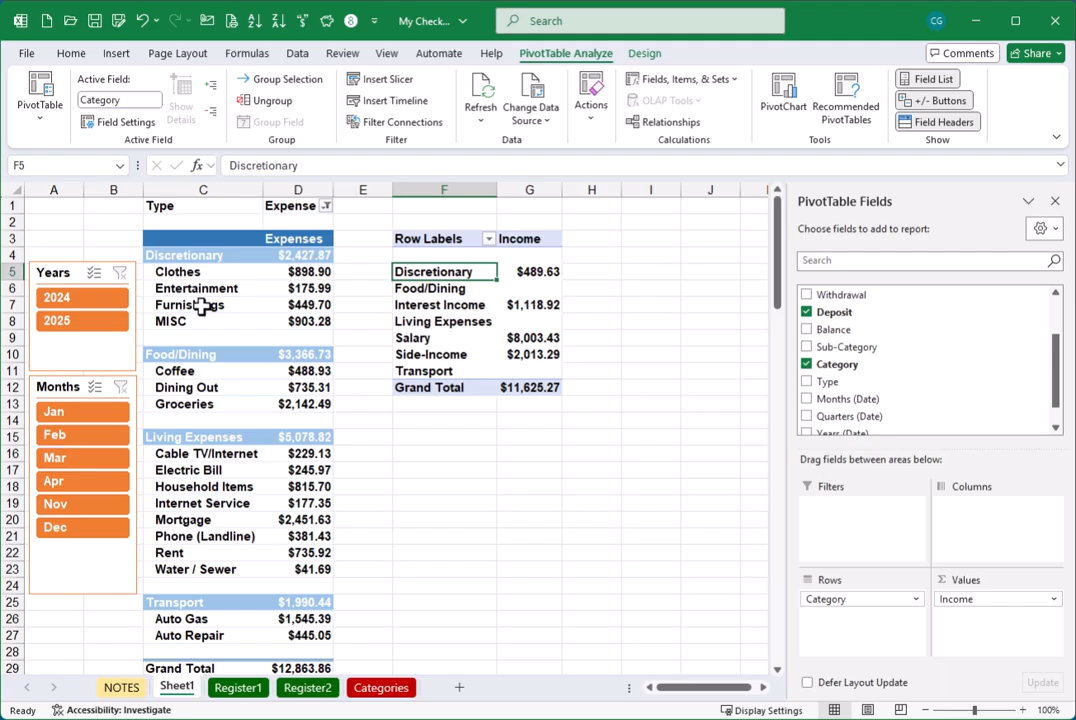 My Check...
Search
CG
File Home Insert Page Layout Formulas Data Review View Automate Help PivotTable Analyze Design Comments Share
PivotTable
Active Field:
Category
Field Settings
Show Details
Active Field
Group Selection
Ungroup
Group Field
Group
Insert Slicer
Insert Timeline
Filter Connections
Filter
Refresh
Change Data Source
Data
Actions
Fields, Items, & Sets
OLAP Tools
Relationships
Calculations
PivotChart
Recommended PivotTables
Tools
Field List
+/- Buttons
Field Headers
Show
F5 fx Discretionary
A B C D E F G H I J
1 Type Expense
2
3 Expenses Row Labels Income
4 Discretionary $2,427.87
5 Clothes $898.90 Discretionary $489.63
6 Entertainment $175.99 Food/Dining
7 Furnishings $449.70 Interest Income $1,118.92
8 MISC $903.28 Living Expenses
9 Salary $8,003.43
10 Food/Dining $3,366.73 Side-Income $2,013.29
11 Coffee $488.93 Transport
12 Dining Out $735.31 Grand Total $11,625.27
13 Groceries $2,142.49
14
15 Living Expenses $5,078.82
16 Cable TV/Internet $229.13
17 Electric Bill $245.97
18 Household Items $815.70
19 Internet Service $177.35
20 Mortgage $2,451.63
21 Phone (Landline) $381.43
22 Rent $735.92
23 Water / Sewer $41.69
24
25 Transport $1,990.44
26 Auto Gas $1,545.39
27 Auto Repair $445.05
28
29 Grand Total $12,863.86
Years
2024
2025
Months
Jan
Feb
Mar
Apr
Nov
Dec
PivotTable Fields
Choose fields to add to report:
Search
Withdrawal
Deposit
Balance
Sub-Category
Category
Type
Months (Date)
Quarters (Date)
Years (Date)
Drag fields between areas below:
Filters
Columns
Rows
Category
Σ Values
Income
Defer Layout Update
Update
NOTES Sheet1 Register1 Register2 Categories
Ready
Accessibility: Investigate
Display Settings
100%